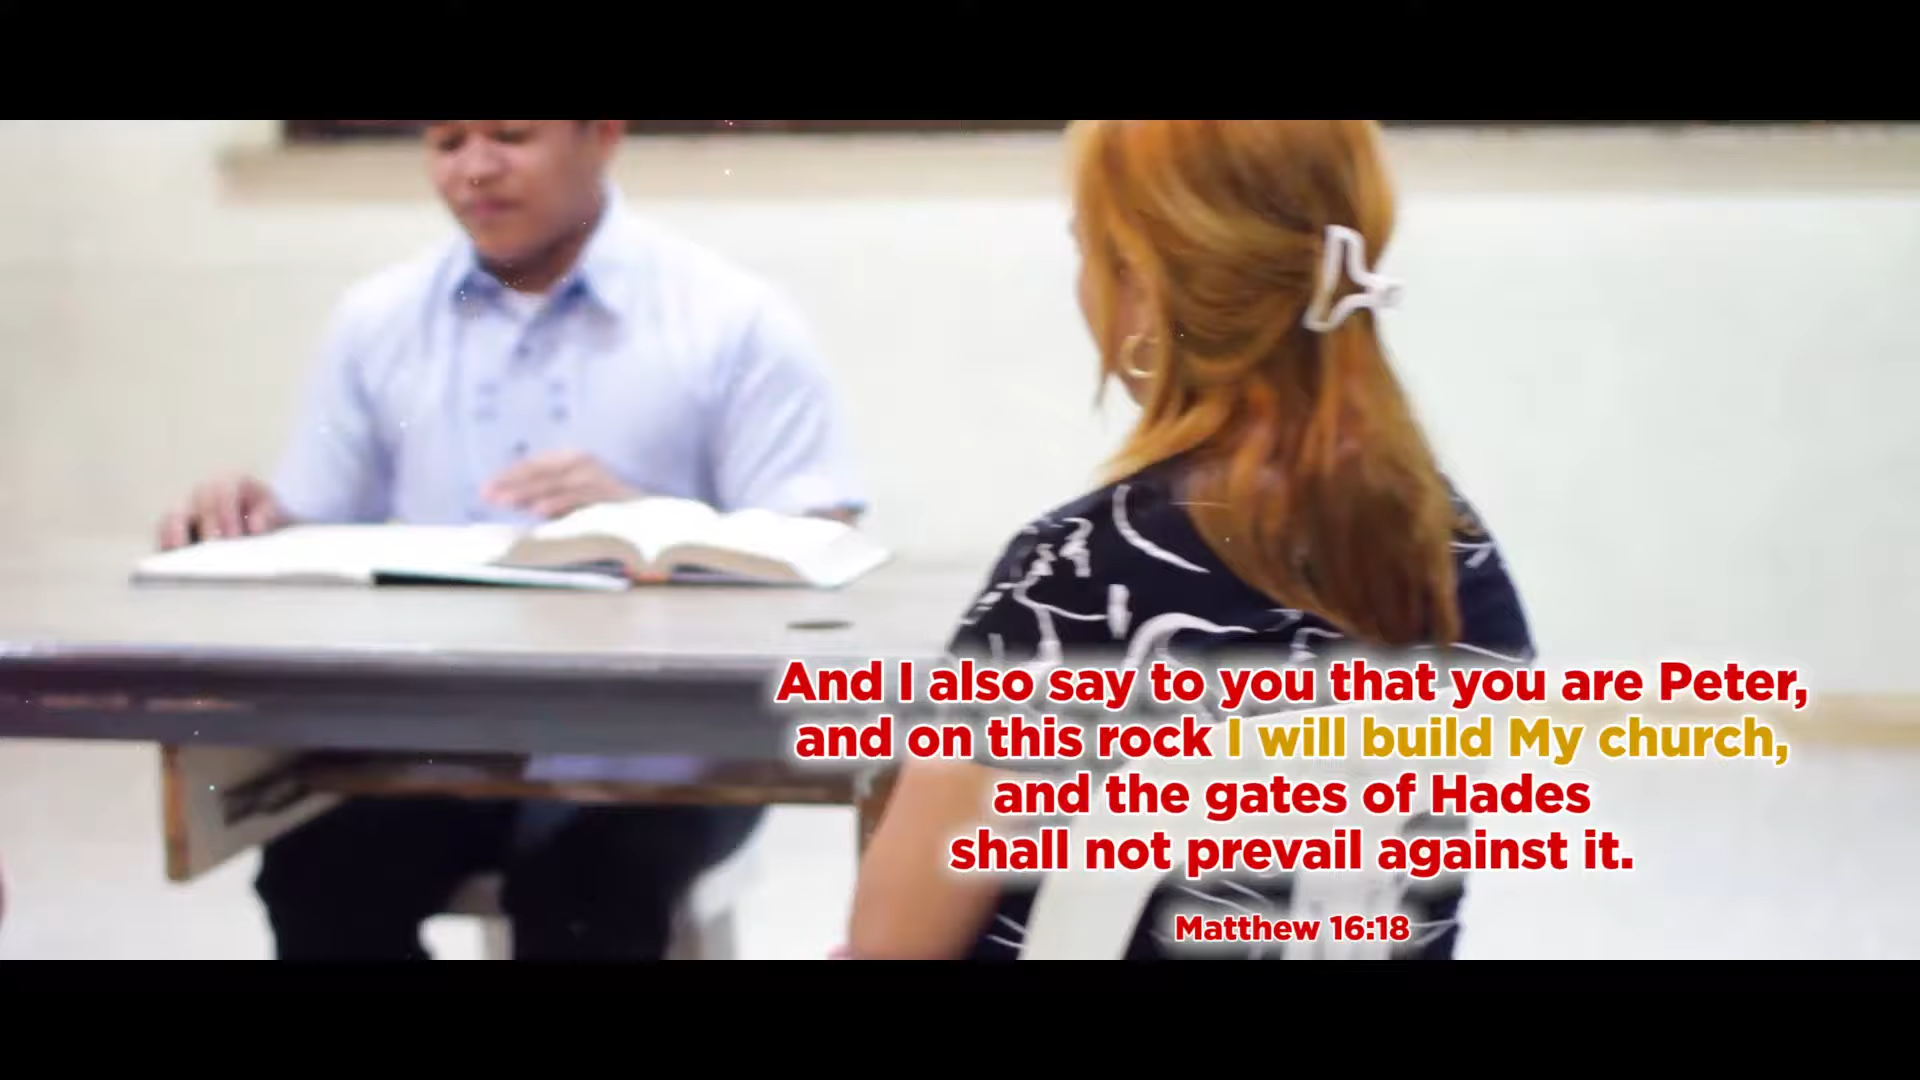 And I also say to you that you are Peter,
and on this rock I will build My church,
and the gates of Hades
shall not prevail against it.
Matthew 16:18